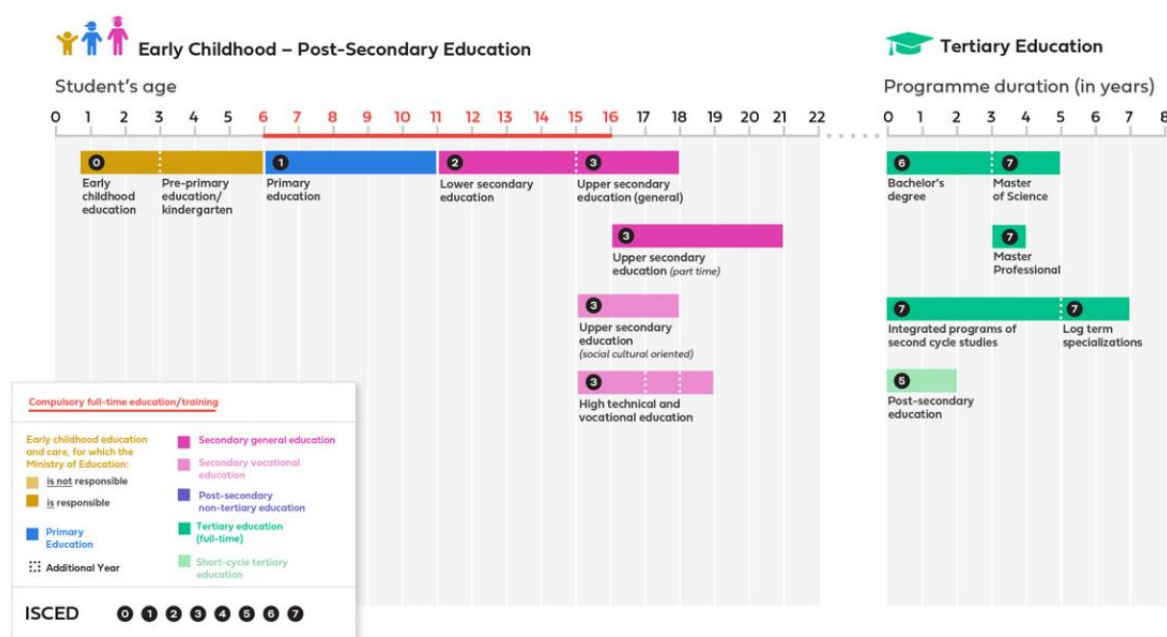 Early Childhood – Post-Secondary Education
Student's age
0 1 2 3 4 5 6 7 8 9 10 11 12 13 14 15 16 17 18 19 20 21 22
0
Early
childhood
education
Pre-primary
education/
kindergarten
1
Primary
education
2
Lower secondary
education
3
Upper secondary
education (general)
3
Upper secondary
education (part time)
3
Upper secondary
education
(social cultural oriented)
3
High technical and
vocational education
Tertiary Education
Programme duration (in years)
0 1 2 3 4 5 6 7 8
6
Bachelor's
degree
7
Master
of Science
7
Master
Professional
7
Integrated programs of
second cycle studies
7
Log term
specializations
5
Post-secondary
education
Compulsory full-time education/training
Early childhood education
and care, for which the
Ministry of Education:
is not responsible
is responsible
Primary
Education
Additional Year
Secondary general education
Secondary vocational
education
Post-secondary
non-tertiary education
Tertiary education
(full-time)
Short-cycle tertiary
education
ISCED 0 1 2 3 4 5 6 7